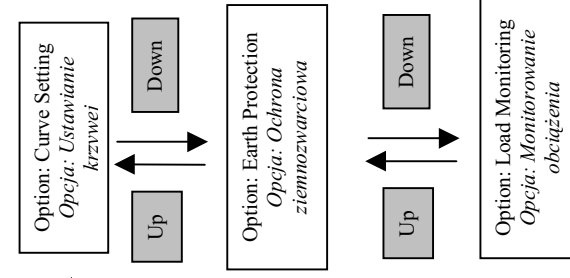 Option: Curve Setting
Opcja: Ustawianie
krzvwei
Down
Up
Option: Earth Protection
Opcja: Ochrona
ziemnozwarciowa
Down
Up
Option: Load Monitoring
Opcja: Monitorowanie
obciążenia